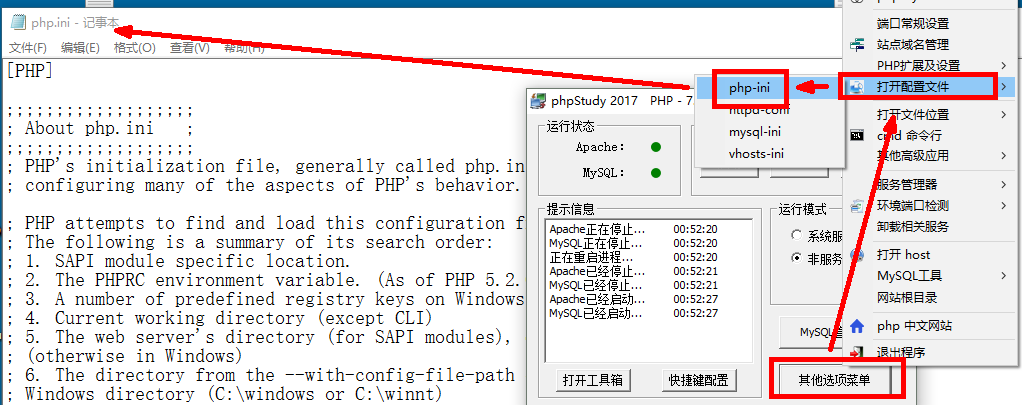 php.ini - 记事本
文件(F) 编辑(E) 格式(O) 查看(V) 帮助(H)
[PHP]
;;;;;;;;;;;;;;;;;;;
; About php.ini ;
;;;;;;;;;;;;;;;;;;;
; PHP's initialization file, generally called php.in
; configuring many of the aspects of PHP's behavior.
; PHP attempts to find and load this configuration f
; The following is a summary of its search order:
; 1. SAPI module specific location.
; 2. The PHPRC environment variable. (As of PHP 5.2.
; 3. A number of predefined registry keys on Windows
; 4. Current working directory (except CLI)
; 5. The web server's directory (for SAPI modules),
; (otherwise in Windows)
; 6. The directory from the --with-config-file-path
; Windows directory (C:\windows or C:\winnt)
phpStudy 2017 PHP - 7
运行状态
Apache:
MySQL:
提示信息
Apache正在停止... 00:52:20
MySQL正在停止... 00:52:20
正在重启进程... 00:52:20
Apache已经停止... 00:52:21
MySQL已经停止... 00:52:21
Apache已经启动... 00:52:27
MySQL已经启动... 00:52:27
打开工具箱
快捷键配置
运行模式
系统服
非服务
MySQL
其他选项菜单
php-ini
httpd-conf
mysql-ini
vhosts-ini
端口常规设置
站点域名管理
PHP扩展及设置
打开配置文件
打开文件位置
cmd 命令行
其他高级应用
服务管理器
环境端口检测
卸载相关服务
打开 host
MySQL工具
网站根目录
php 中文网站
退出程序